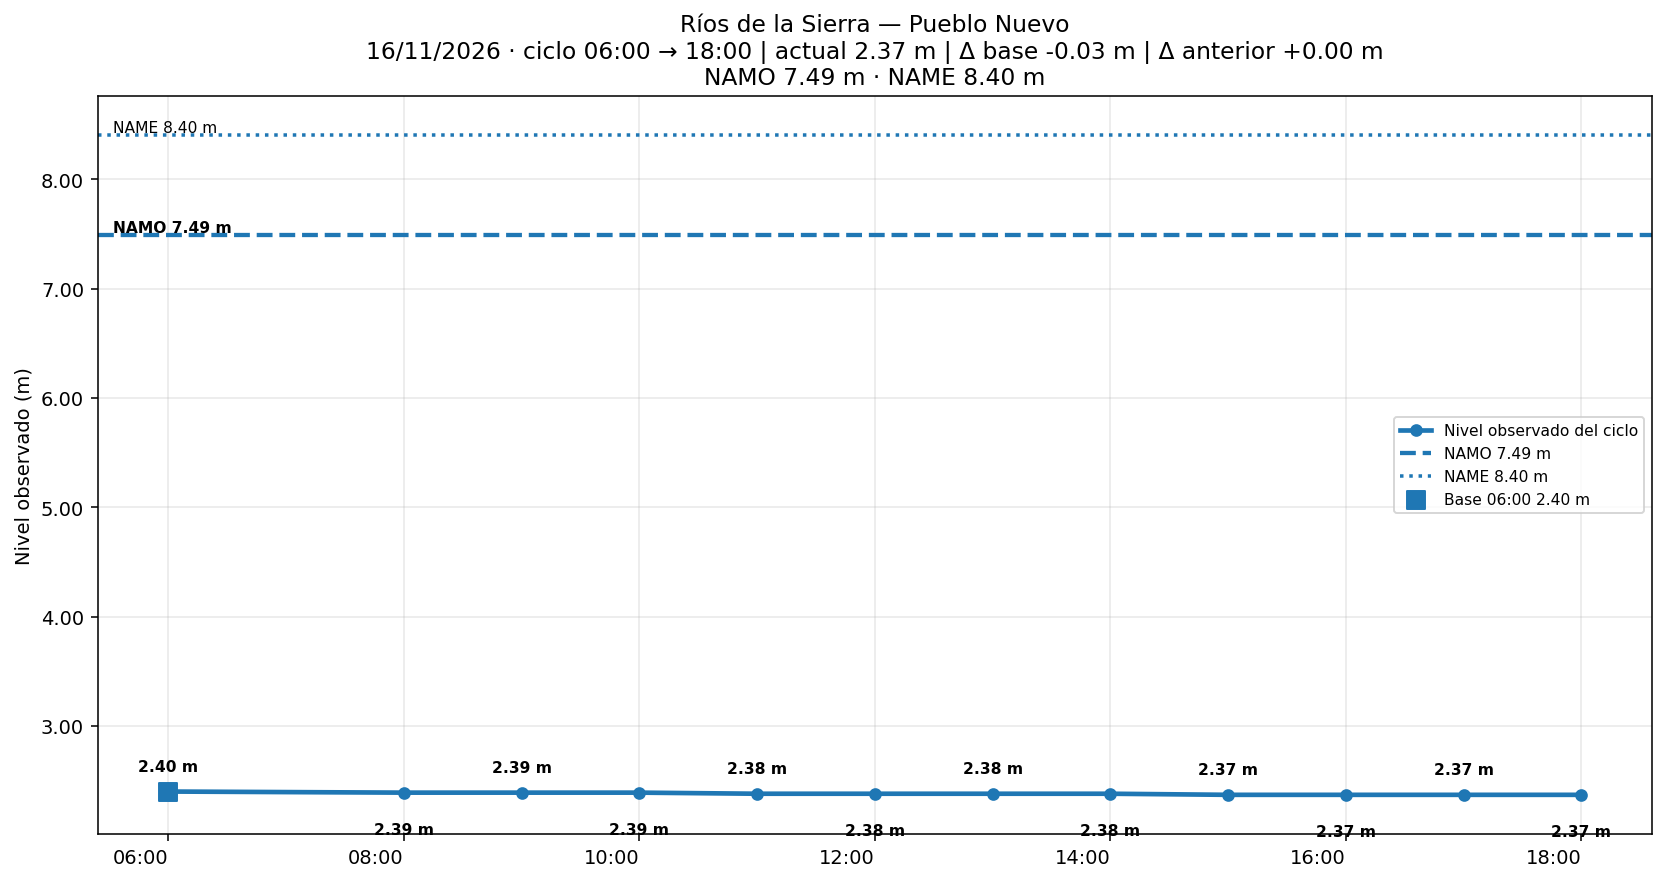 Ríos de la Sierra — Pueblo Nuevo
16/11/2026 · ciclo 06:00 → 18:00 | actual 2.37 m | Δ base -0.03 m | Δ anterior +0.00 m
NAMO 7.49 m · NAME 8.40 m
NAME 8.40 m
8.00
NAMO 7.49 m
7.00
6.00
5.00
4.00
3.00
Nivel observado (m)
Nivel observado del ciclo
NAMO 7.49 m
NAME 8.40 m
Base 06:00 2.40 m
2.40 m
2.39 m
2.38 m
2.38 m
2.37 m
2.37 m
2.39 m
2.39 m
2.38 m
2.38 m
2.37 m
2.37 m
06:00
08:00
10:00
12:00
14:00
16:00
18:00